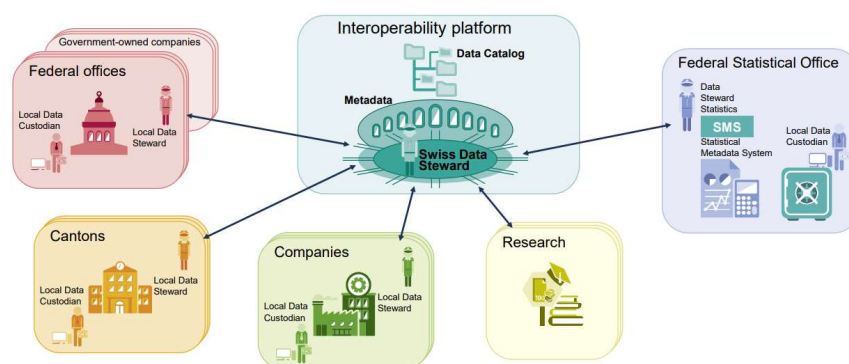 Government-owned companies
Federal offices
Local Data
Custodian
Local Data
Steward
Interoperability platform
Data Catalog
Metadata
Swiss Data
Steward
Federal Statistical Office
Data
Steward
Statistics
SMS
Statistical
Metadata System
Local Data
Custodian
Cantons
Local Data
Custodian
Local Data
Steward
Companies
Local Data
Custodian
Local Data
Steward
Research